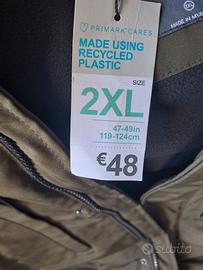 PRIMARK CARES
MADE USING
RECYCLED
PLASTIC
SIZE
2XL
47-49in
119-124cm
€48
subito